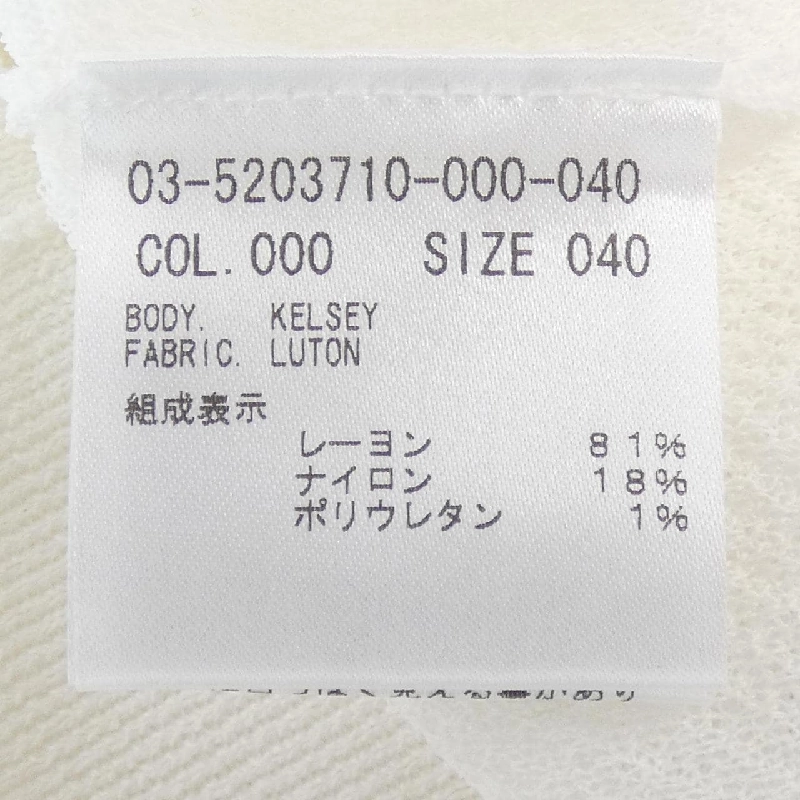 03-5203710-000-040
COL.000 SIZE 040
BODY. KELSEY
FABRIC. LUTON
組成表示
レーヨン 81%
ナイロン 18%
ポリウレタン 1%